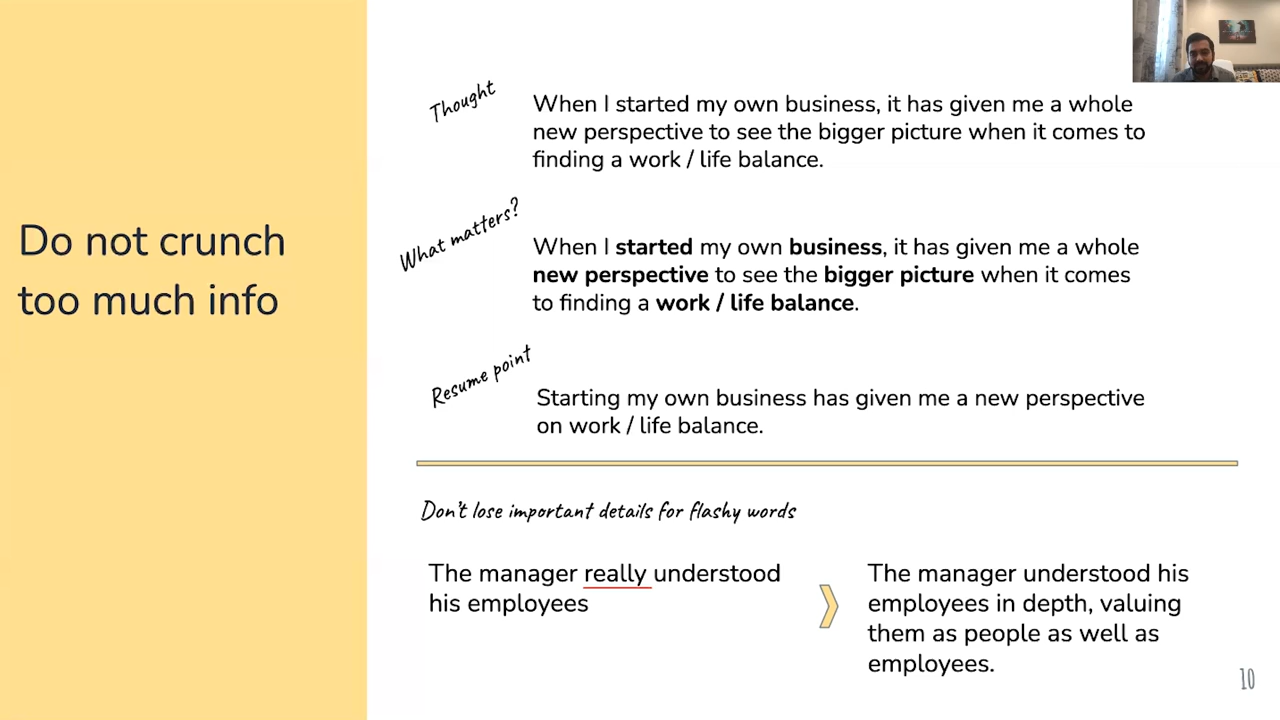 Do not crunch
too much info
Thought
When I started my own business, it has given me a whole
new perspective to see the bigger picture when it comes to
finding a work / life balance.
What matters?
When I started my own business, it has given me a whole
new perspective to see the bigger picture when it comes
to finding a work / life balance.
Resume point
Starting my own business has given me a new perspective
on work / life balance.
Don't lose important details for flashy words
The manager really understood
his employees
The manager understood his
employees in depth, valuing
them as people as well as
employees.
10